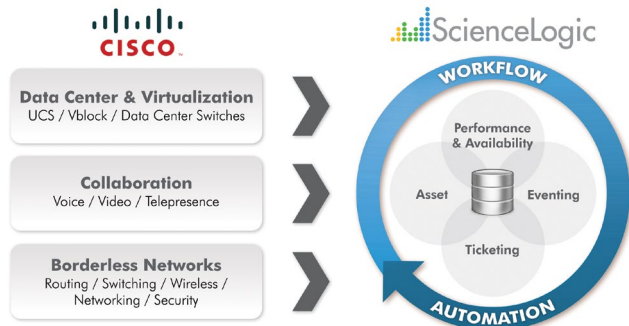 CISCO
Data Center & Virtualization
UCS / Vblock / Data Center Switches
Collaboration
Voice / Video / Telepresence
Borderless Networks
Routing / Switching / Wireless /
Networking / Security
ScienceLogic
WORKFLOW
Performance
& Availability
Asset
Eventing
Ticketing
AUTOMATION